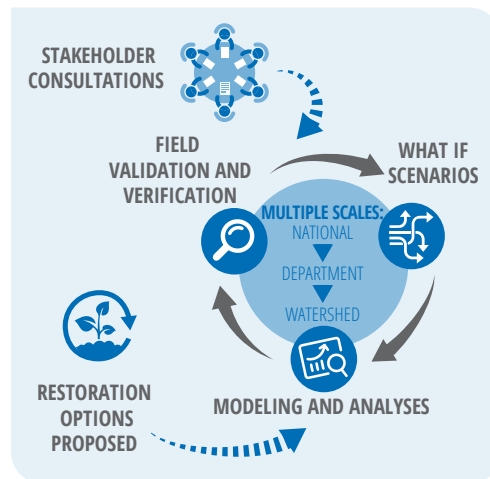 STAKEHOLDER
CONSULTATIONS
FIELD
VALIDATION AND
VERIFICATION
WHAT IF
SCENARIOS
MULTIPLE SCALES:
NATIONAL
DEPARTMENT
WATERSHED
RESTORATION
OPTIONS
PROPOSED
MODELING AND ANALYSES